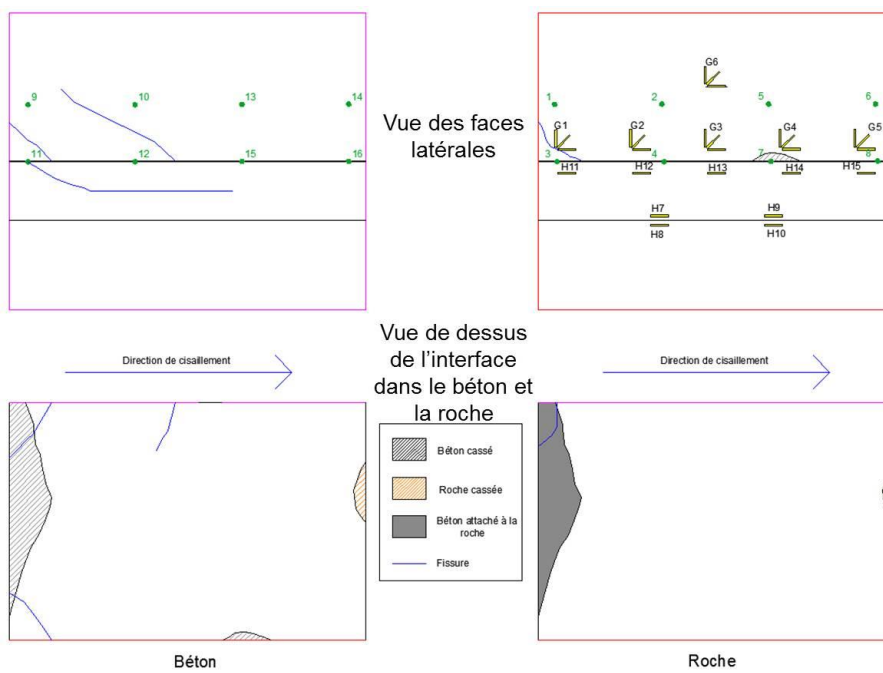 9
10
13
14
11
12
15
16
Vue des faces
latérales
G6
1
2
5
6
G1
G2
G3
G4
G5
3
4
7
8
H11
H12
H13
H14
H15
H7
H9
H8
H10
Vue de dessus
de l'interface
dans le béton et
la roche
Direction de cisaillement
Direction de cisaillement
Béton cassé
Roche cassée
Béton attaché à la
roche
Fissure
Béton
Roche